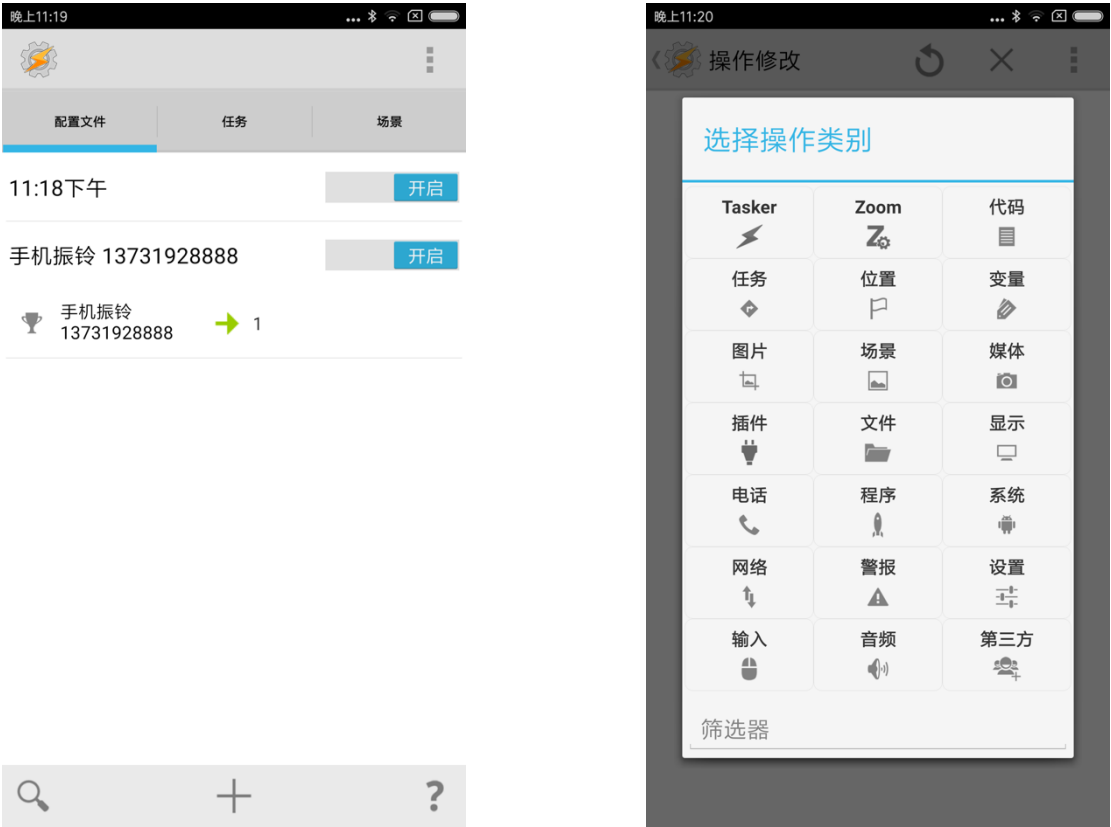 晚上11:19
配置文件 任务 场景
11:18下午 开启
手机振铃 13731928888 开启
手机振铃
13731928888
1
?
晚上11:20
操作修改
选择操作类别
Tasker Zoom 代码
任务 位置 变量
图片 场景 媒体
插件 文件 显示
电话 程序 系统
网络 警报 设置
输入 音频 第三方
筛选器